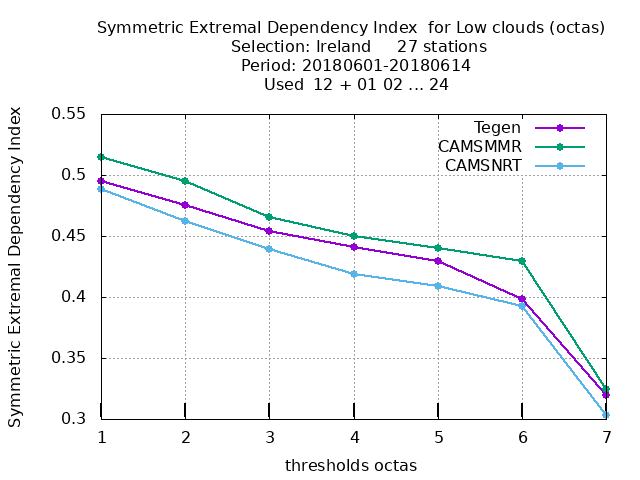 Symmetric Extremal Dependency Index  for Low clouds (octas)
Selection: Ireland     27 stations
Period: 20180601-20180614
Used  12 + 01 02 ... 24
Symmetric Extremal Dependency Index
0.55
0.5
0.45
0.4
0.35
0.3
Tegen
CAMSMMR
CAMSNRT
1 2 3 4 5 6 7
thresholds octas